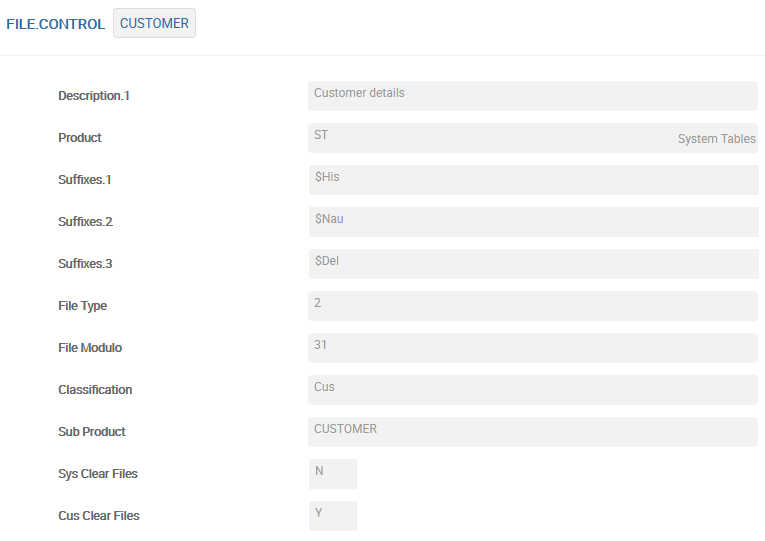 FILE.CONTROL CUSTOMER
Description.1 Customer details
Product ST System Tables
Suffixes.1 $His
Suffixes.2 $Nau
Suffixes.3 $Del
File Type 2
File Modulo 31
Classification Cus
Sub Product CUSTOMER
Sys Clear Files N
Cus Clear Files Y